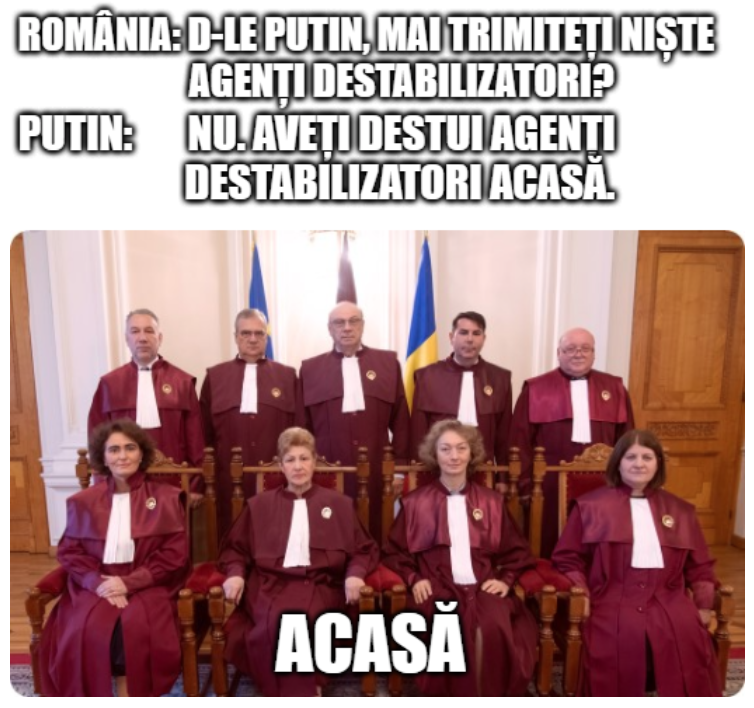 ROMÂNIA: D-LE PUTIN, MAI TRIMITEȚI NIȘTE
AGENȚI DESTABILIZATORI?
PUTIN: NU. AVEȚI DESTUI AGENȚI
DESTABILIZATORI ACASĂ.
ACASĂ